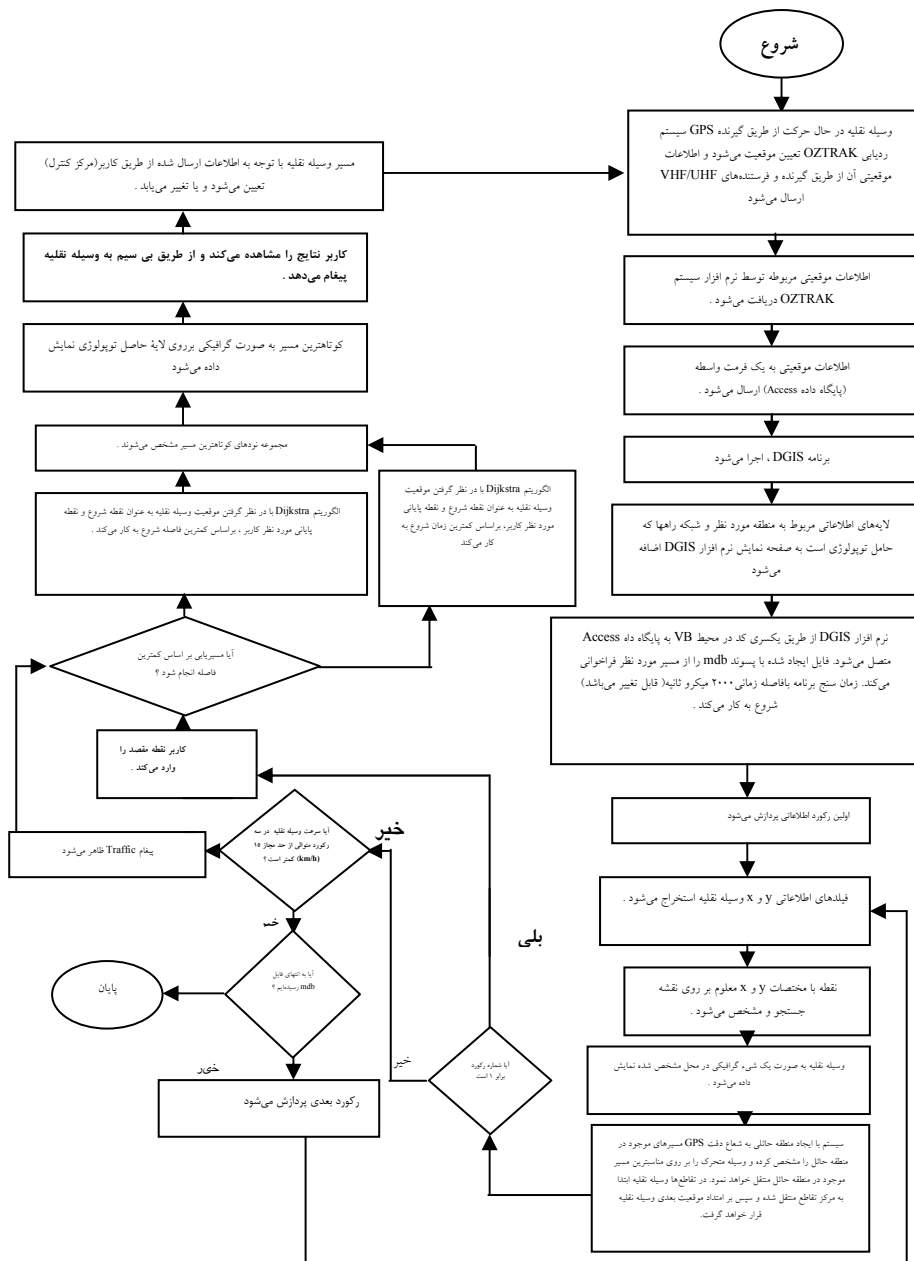 شروع
وسیله نقلیه در حال حرکت از طریق گیرنده GPS سیستم
ردیابی OZTRAK تعیین موقعیت می‌شود و اطلاعات
موقعیتی آن از طریق گیرنده و فرستنده‌های VHF/UHF
ارسال می‌شود
اطلاعات موقعیتی مربوطه توسط نرم افزار سیستم
OZTRAK دریافت می‌شود .
اطلاعات موقعیتی به یک فرمت واسطه
(پایگاه داده Access) ارسال می‌شود .
برنامه DGIS ، اجرا می‌شود
لایه‌های اطلاعاتی مربوط به منطقه مورد نظر و شبکه راهها که
حامل توپولوژی است به صفحه نمایش نرم افزار DGIS اضافه
می‌شود
نرم افزار DGIS از طریق یکسری کد در محیط VB به پایگاه داه Access
متصل می‌شود. فایل ایجاد شده با پسوند mdb را از مسیر مورد نظر فراخوانی
می‌کند. زمان سنج برنامه بافاصله زمانی۲۰۰۰ میکرو ثانیه( قابل تغییر می‌باشد)
شروع به کار می‌کند .
اولین رکورد اطلاعاتی پردازش می‌شود
فیلدهای اطلاعاتی y و x وسیله نقلیه استخراج می‌شود .
نقطه با مختصات y و x معلوم بر روی نقشه
جستجو و مشخص می‌شود .
وسیله نقلیه به صورت یک شیء گرافیکی در محل مشخص شده نمایش
داده می‌شود .
سیستم با ایجاد منطقه حائلی به شعاع دقت GPS مسیرهای موجود در
منطقه حائل را مشخص کرده و وسیله متحرک را بر روی مناسبترین مسیر
موجود در منطقه حائل منتقل خواهد نمود. در تقاطع‌ها وسیله نقلیه ابتدا
به مرکز تقاطع منتقل شده و سپس بر امتداد موقعیت بعدی وسیله نقلیه
قرار خواهد گرفت.
آیا شماره رکورد
برابر ۱ است
بلی
خیر
کاربر نقطه مقصد را
وارد می‌کند .
آیا سرعت وسیله نقلیه در سه
رکورد متوالی از حد مجاز ۱۵
(km/h) کمتر است ؟
خیر
پیغام Traffic ظاهر می‌شود
خیر
آیا به انتهای فایل
mdb رسیده‌ایم ؟
پایان
خیر
رکورد بعدی پردازش می‌شود
آیا مسیریابی بر اساس کمترین
فاصله انجام شود ؟
الگوریتم Dijkstra با در نظر گرفتن موقعیت وسیله نقلیه به عنوان نقطه شروع و نقطه
پایانی مورد نظر کاربر ، براساس کمترین فاصله شروع به کار می‌کند .
الگوریتم Dijkstra با در نظر گرفتن موقعیت
وسیله نقلیه به عنوان نقطه شروع و نقطه پایانی
مورد نظر کاربر، براساس کمترین زمان شروع به
کار می‌کند
مجموعه نودهای کوتاهترین مسیر مشخص می‌شوند .
کوتاهترین مسیر به صورت گرافیکی برروی لایهٔ حاصل توپولوژی نمایش
داده می‌شود
کاربر نتایج را مشاهده می‌کند و از طریق بی سیم به وسیله نقلیه
پیغام می‌دهد .
مسیر وسیله نقلیه با توجه به اطلاعات ارسال شده از طریق کاربر(مرکز کنترل)
تعیین می‌شود و یا تغییر می‌یابد .